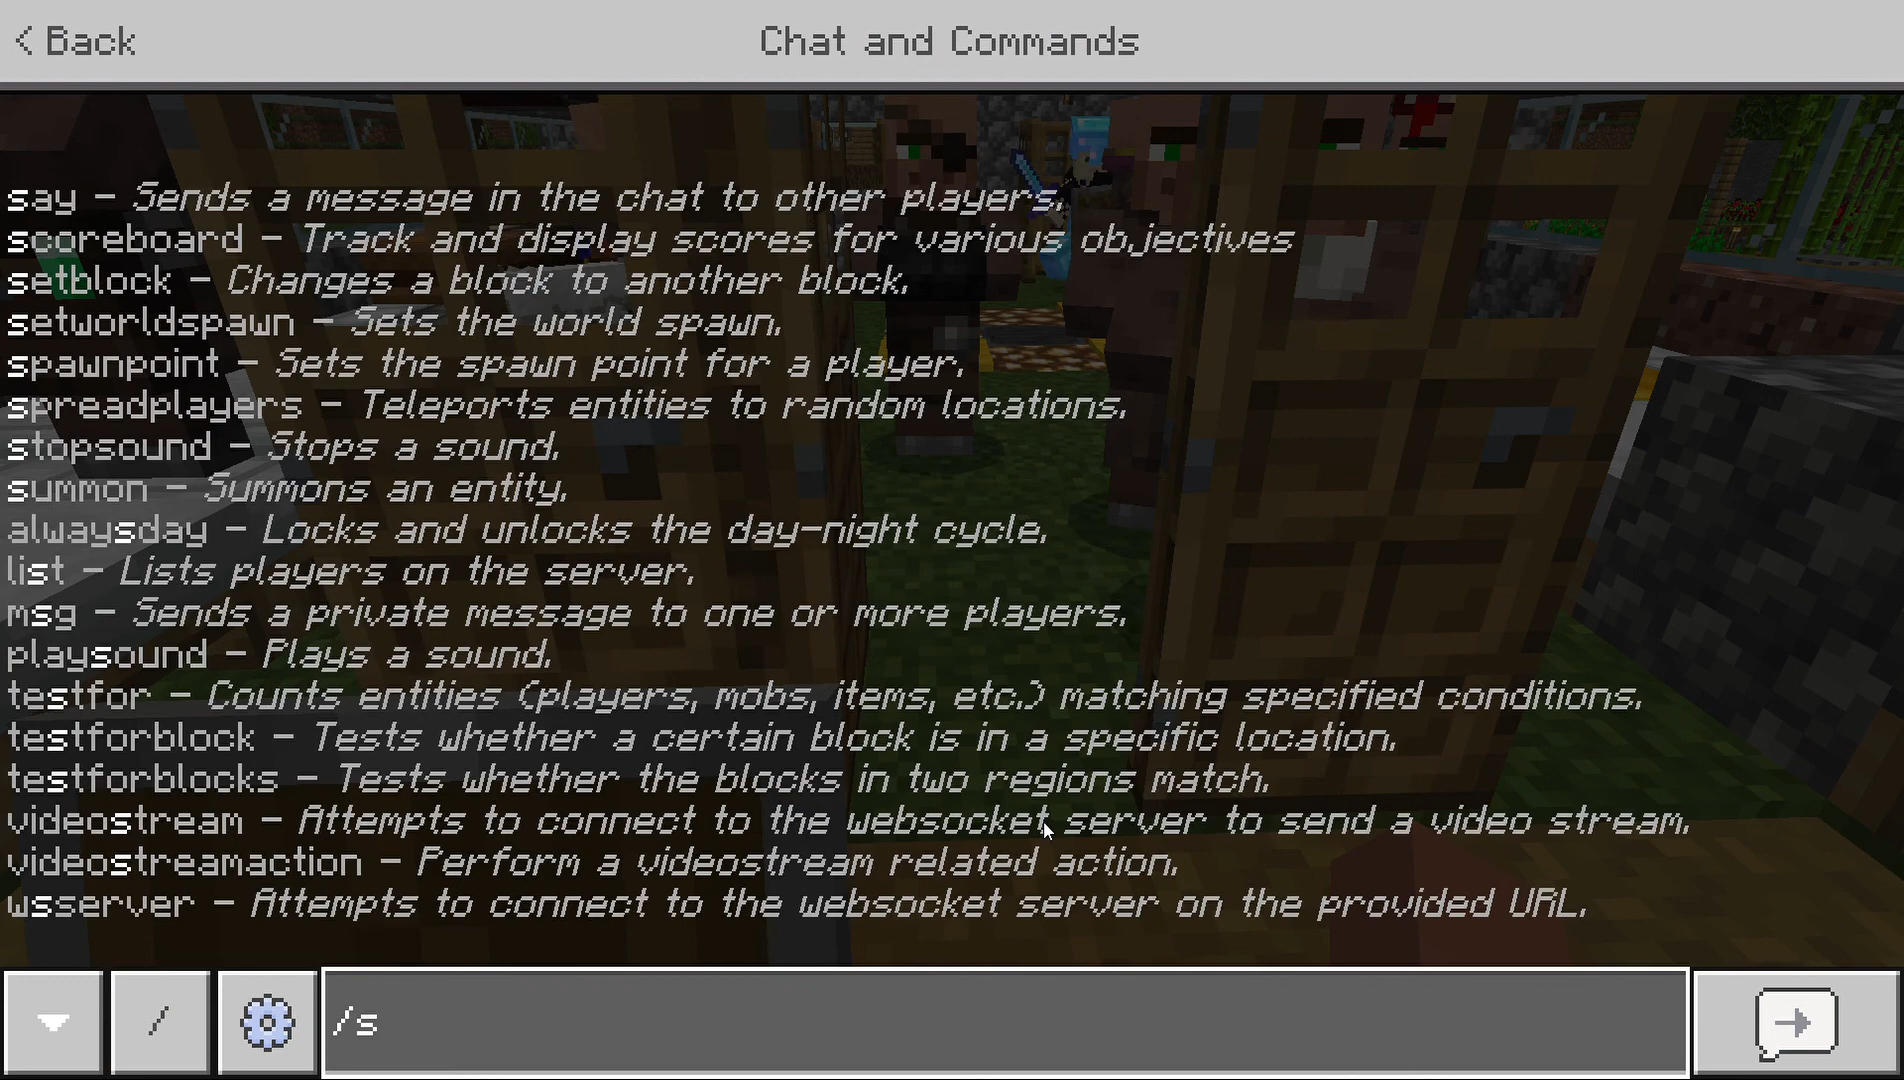 < Back
Chat and Commands
say – Sends a message in the chat to other players.
scoreboard – Track and display scores for various objectives
setblock – Changes a block to another block.
setworldspawn – Sets the world spawn.
spawnpoint – Sets the spawn point for a player.
spreadplayers – Teleports entities to random locations.
stopsound – Stops a sound.
summon – Summons an entity.
alwaysday – Locks and unlocks the day-night cycle.
list – Lists players on the server.
msg – Sends a private message to one or more players.
playsound – Plays a sound.
testfor – Counts entities (players, mobs, items, etc.) matching specified conditions.
testforblock – Tests whether a certain block is in a specific location.
testforblocks – Tests whether the blocks in two regions match.
videostream – Attempts to connect to the websocket server to send a video stream.
videostreamaction – Perform a videostream related action.
wsserver – Attempts to connect to the websocket server on the provided URL.
/
/s